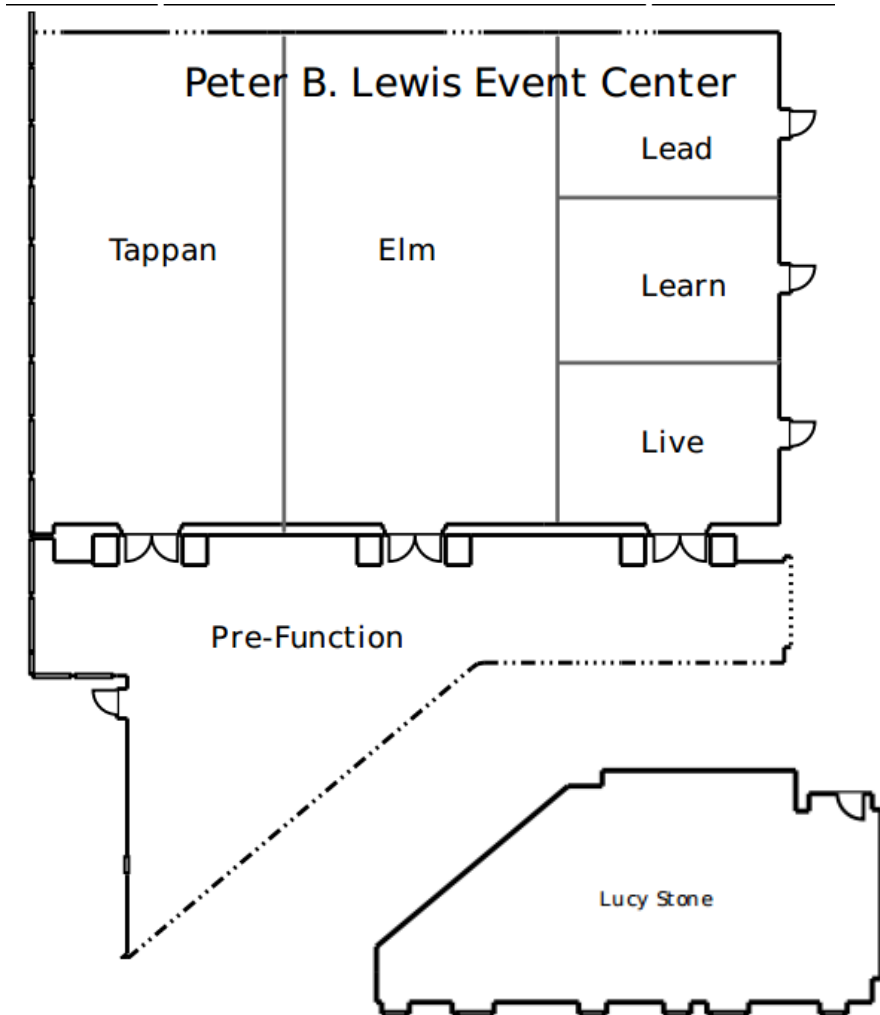 Peter B. Lewis Event Center
Lead
Tappan
Elm
Learn
Live
Pre-Function
Lucy Stone